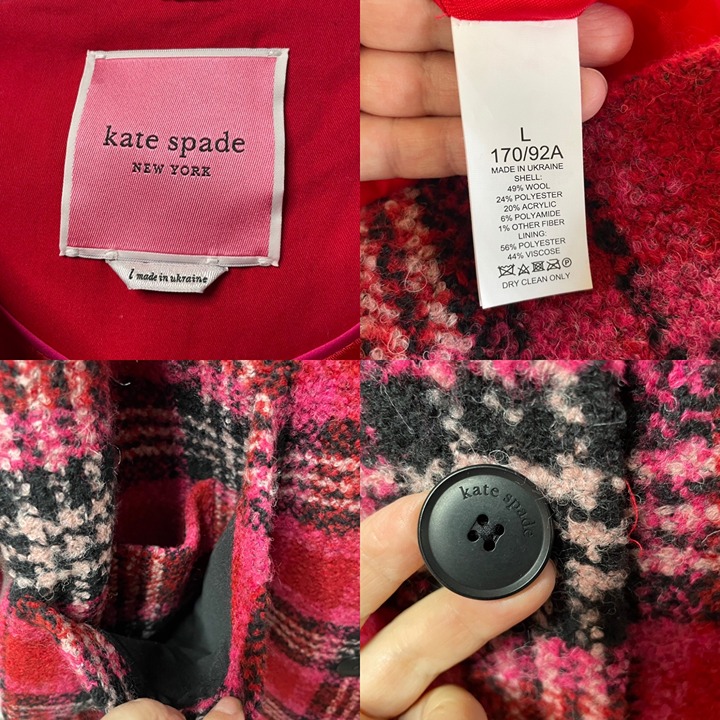 kate spade
NEW YORK
l made in ukraine
L
170/92A
MADE IN UKRAINE
SHELL:
49% WOOL
24% POLYESTER
20% ACRYLIC
6% POLYAMIDE
1% OTHER FIBER
LINING:
56% POLYESTER
44% VISCOSE
DRY CLEAN ONLY
kate spade